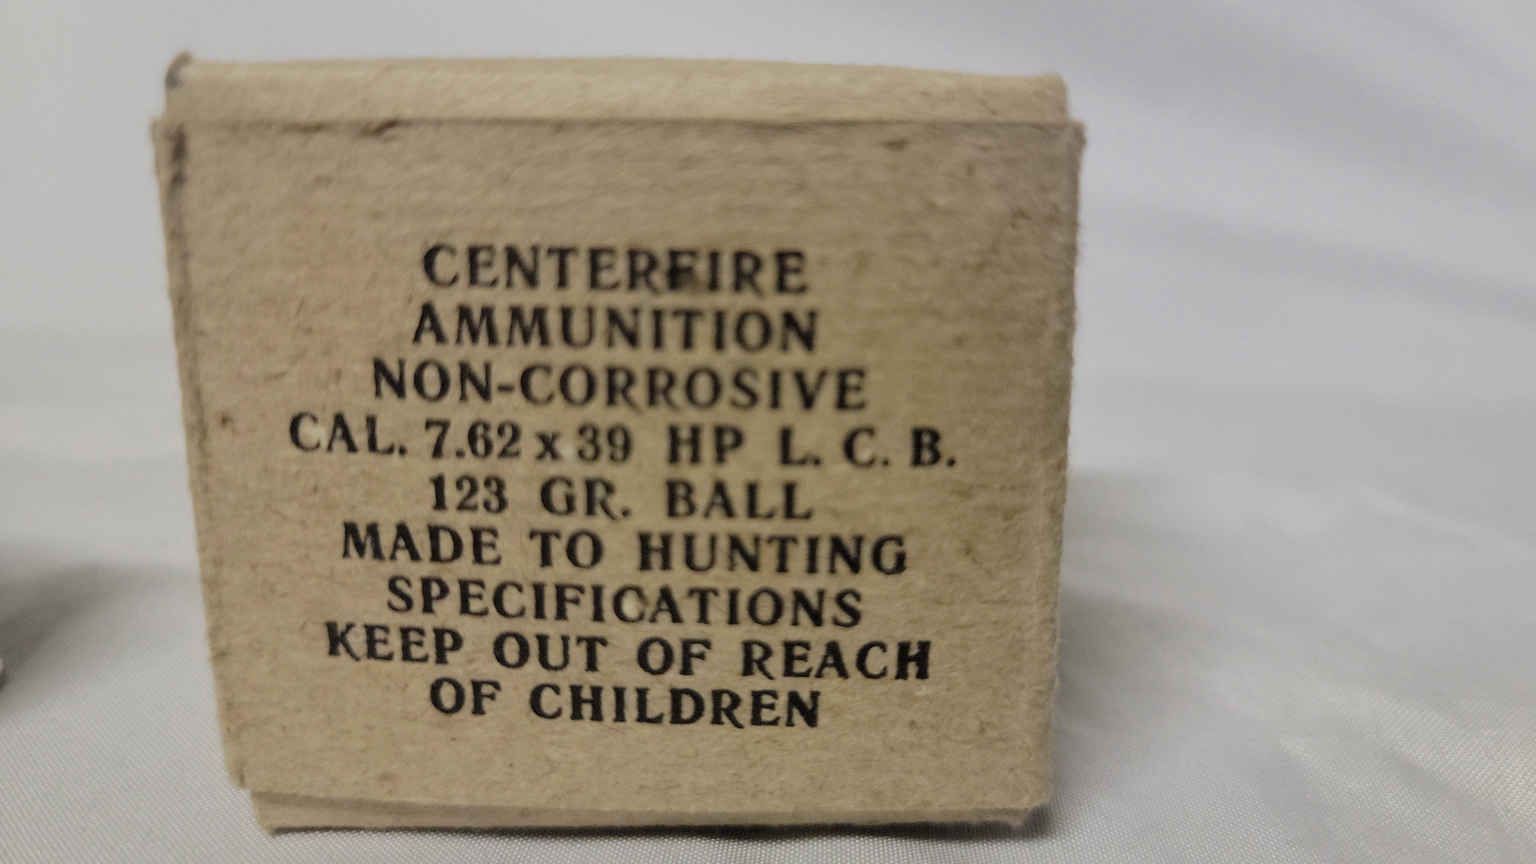 CENTERFIRE
AMMUNITION
NON-CORROSIVE
CAL. 7.62 x 39 HP L. C. B.
123 GR. BALL
MADE TO HUNTING
SPECIFICATIONS
KEEP OUT OF REACH
OF CHILDREN